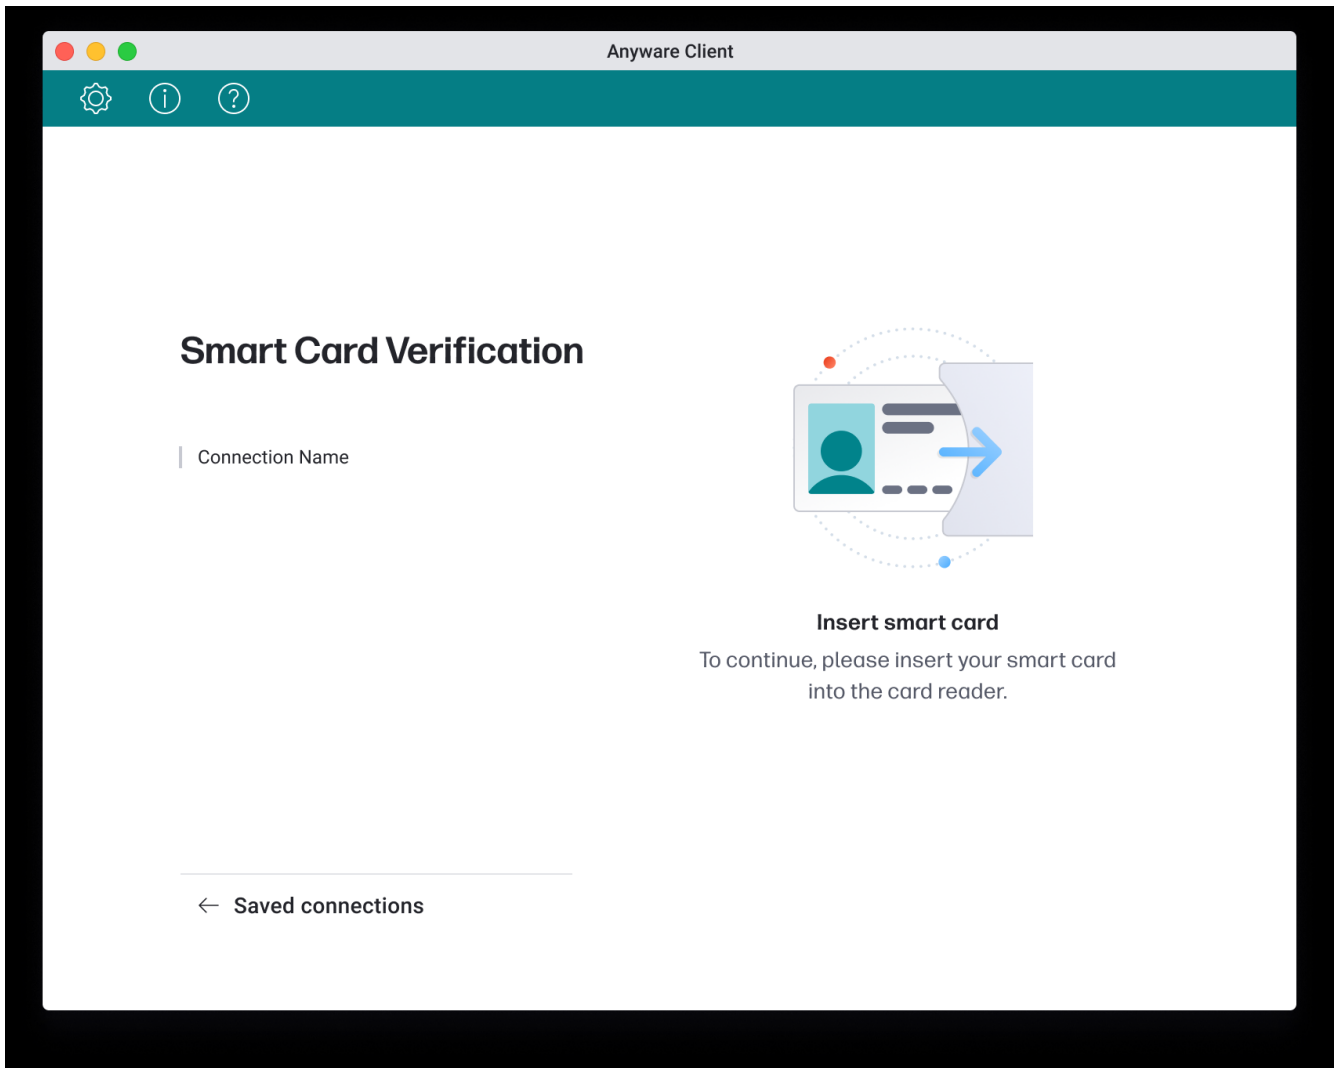 Anyware Client
Smart Card Verification
Connection Name
Insert smart card
To continue, please insert your smart card
into the card reader.
Saved connections